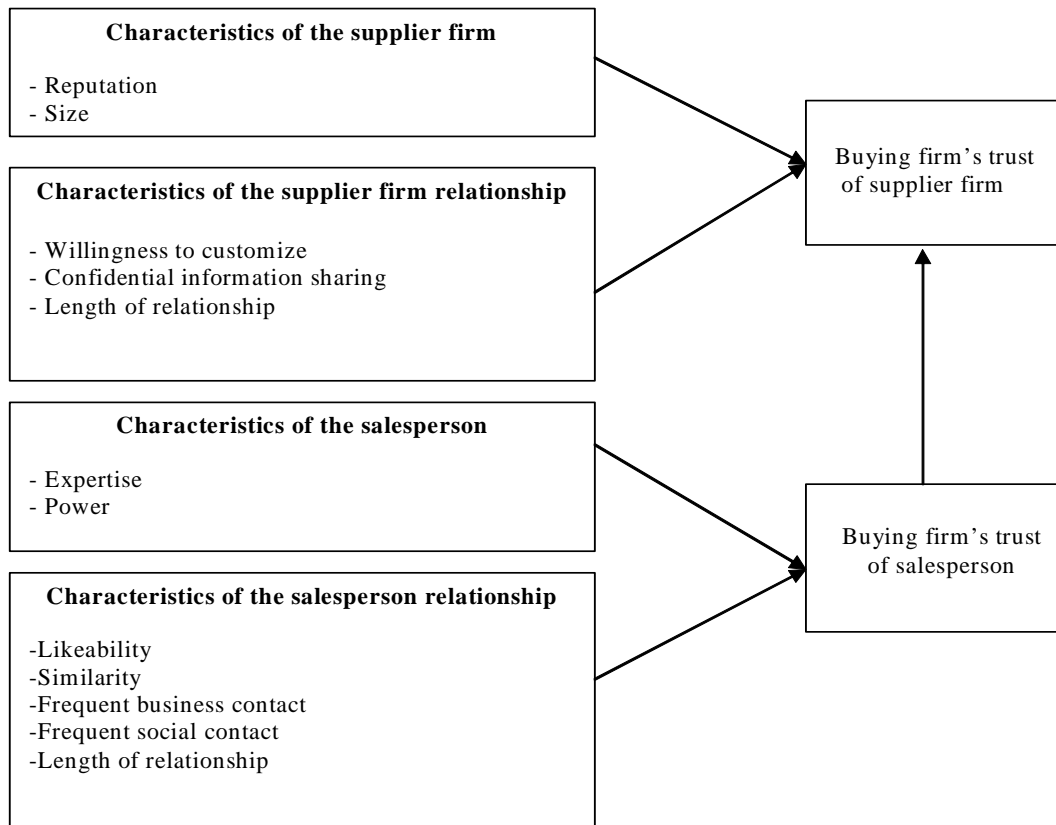 Characteristics of the supplier firm
- Reputation
- Size
Characteristics of the supplier firm relationship
- Willingness to customize
- Confidential information sharing
- Length of relationship
Characteristics of the salesperson
- Expertise
- Power
Characteristics of the salesperson relationship
-Likeability
-Similarity
-Frequent business contact
-Frequent social contact
-Length of relationship
Buying firm’s trust
of supplier firm
Buying firm’s trust
of salesperson